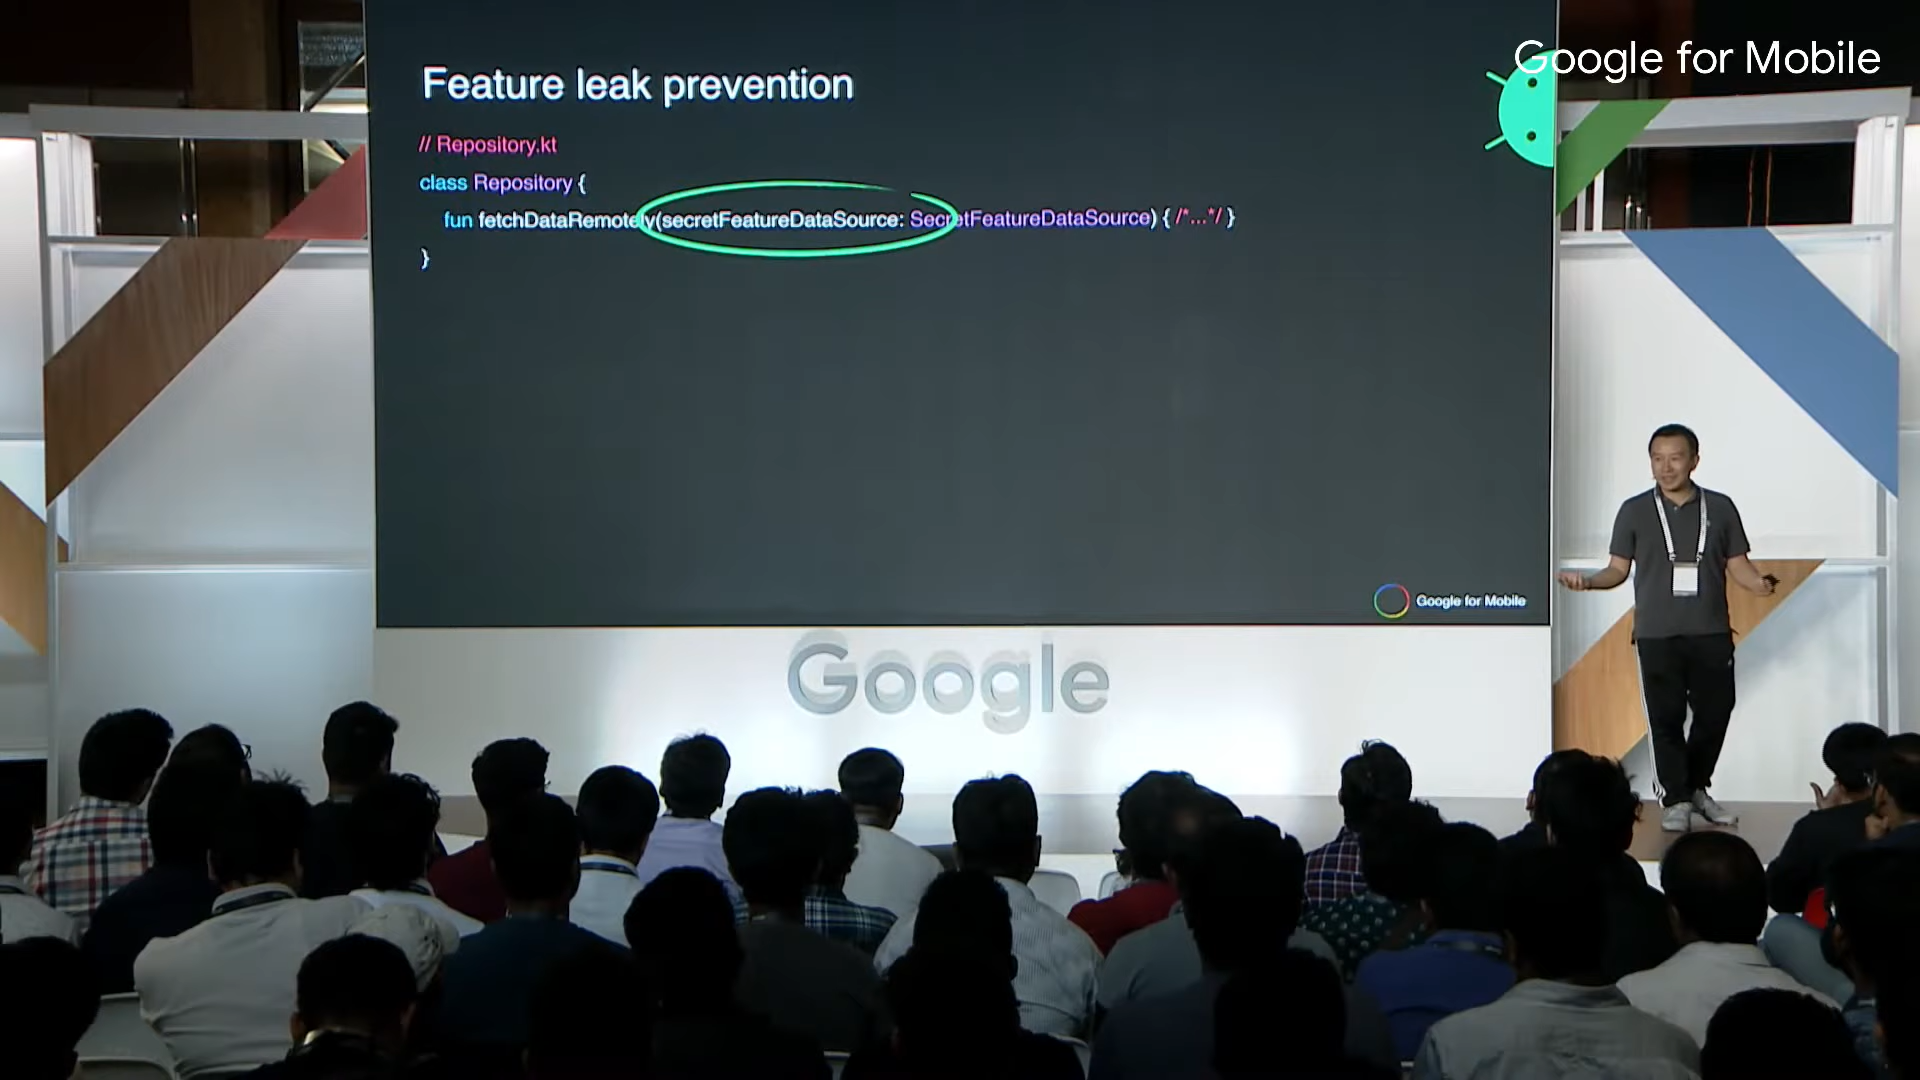 Google for Mobile
Feature leak prevention
// Repository.kt
class Repository {
fun fetchDataRemotely(secretFeatureDataSource: SecretFeatureDataSource) { /*...*/ }
}
Google for Mobile
Google